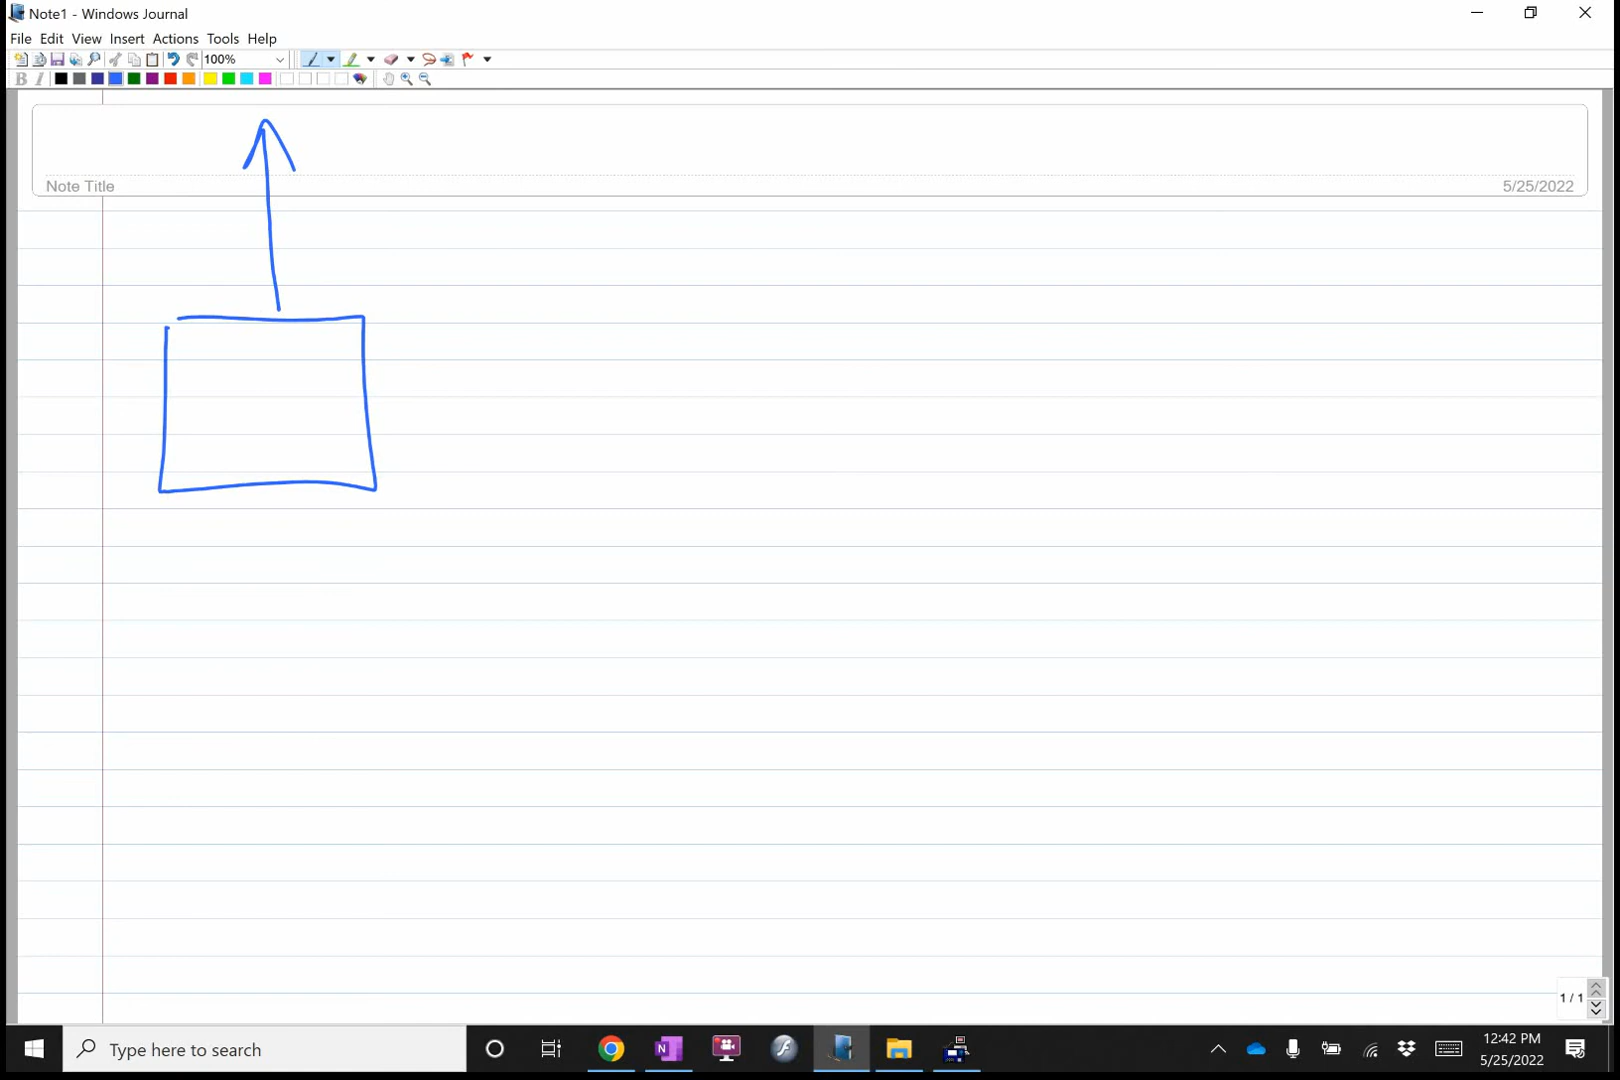 Note1 - Windows Journal
File Edit View Insert Actions Tools Help
100%
B I
Note Title
5/25/2022
1 / 1
Type here to search
N
12:42 PM
5/25/2022